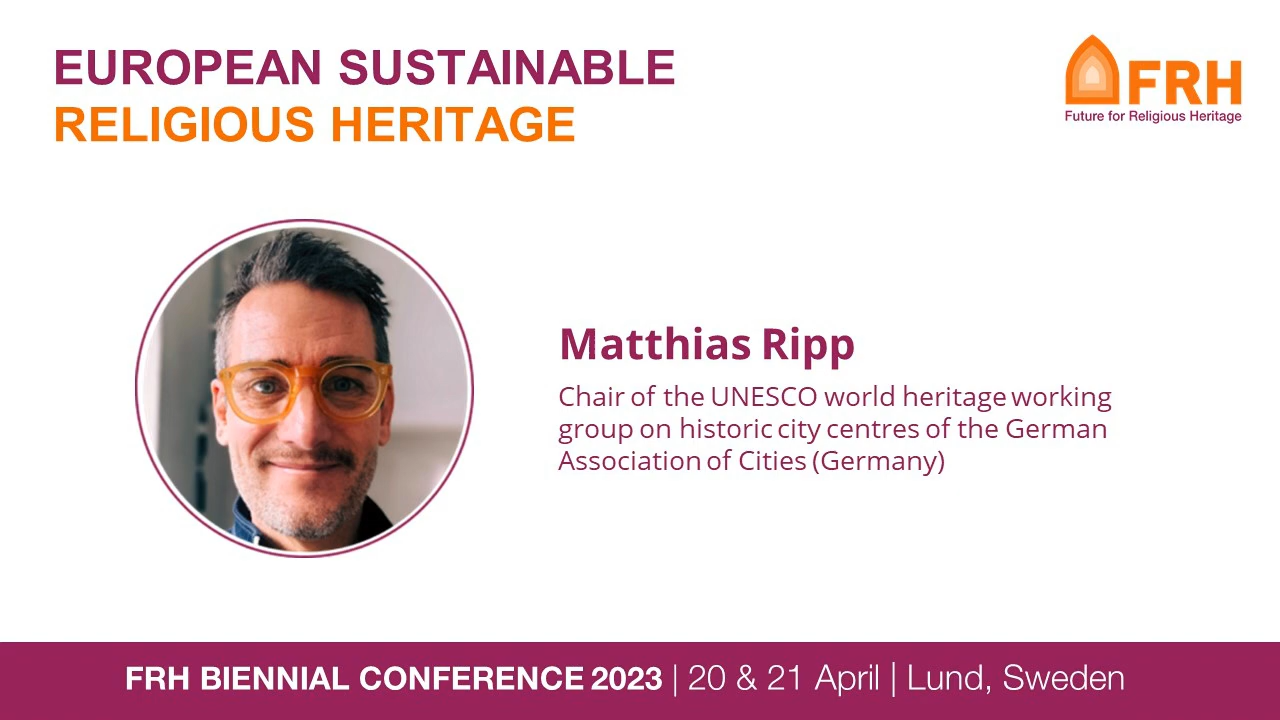 EUROPEAN SUSTAINABLE
RELIGIOUS HERITAGE
FRH
Future for Religious Heritage
Matthias Ripp
Chair of the UNESCO world heritage working
group on historic city centres of the German
Association of Cities (Germany)
FRH BIENNIAL CONFERENCE 2023 | 20 & 21 April | Lund, Sweden